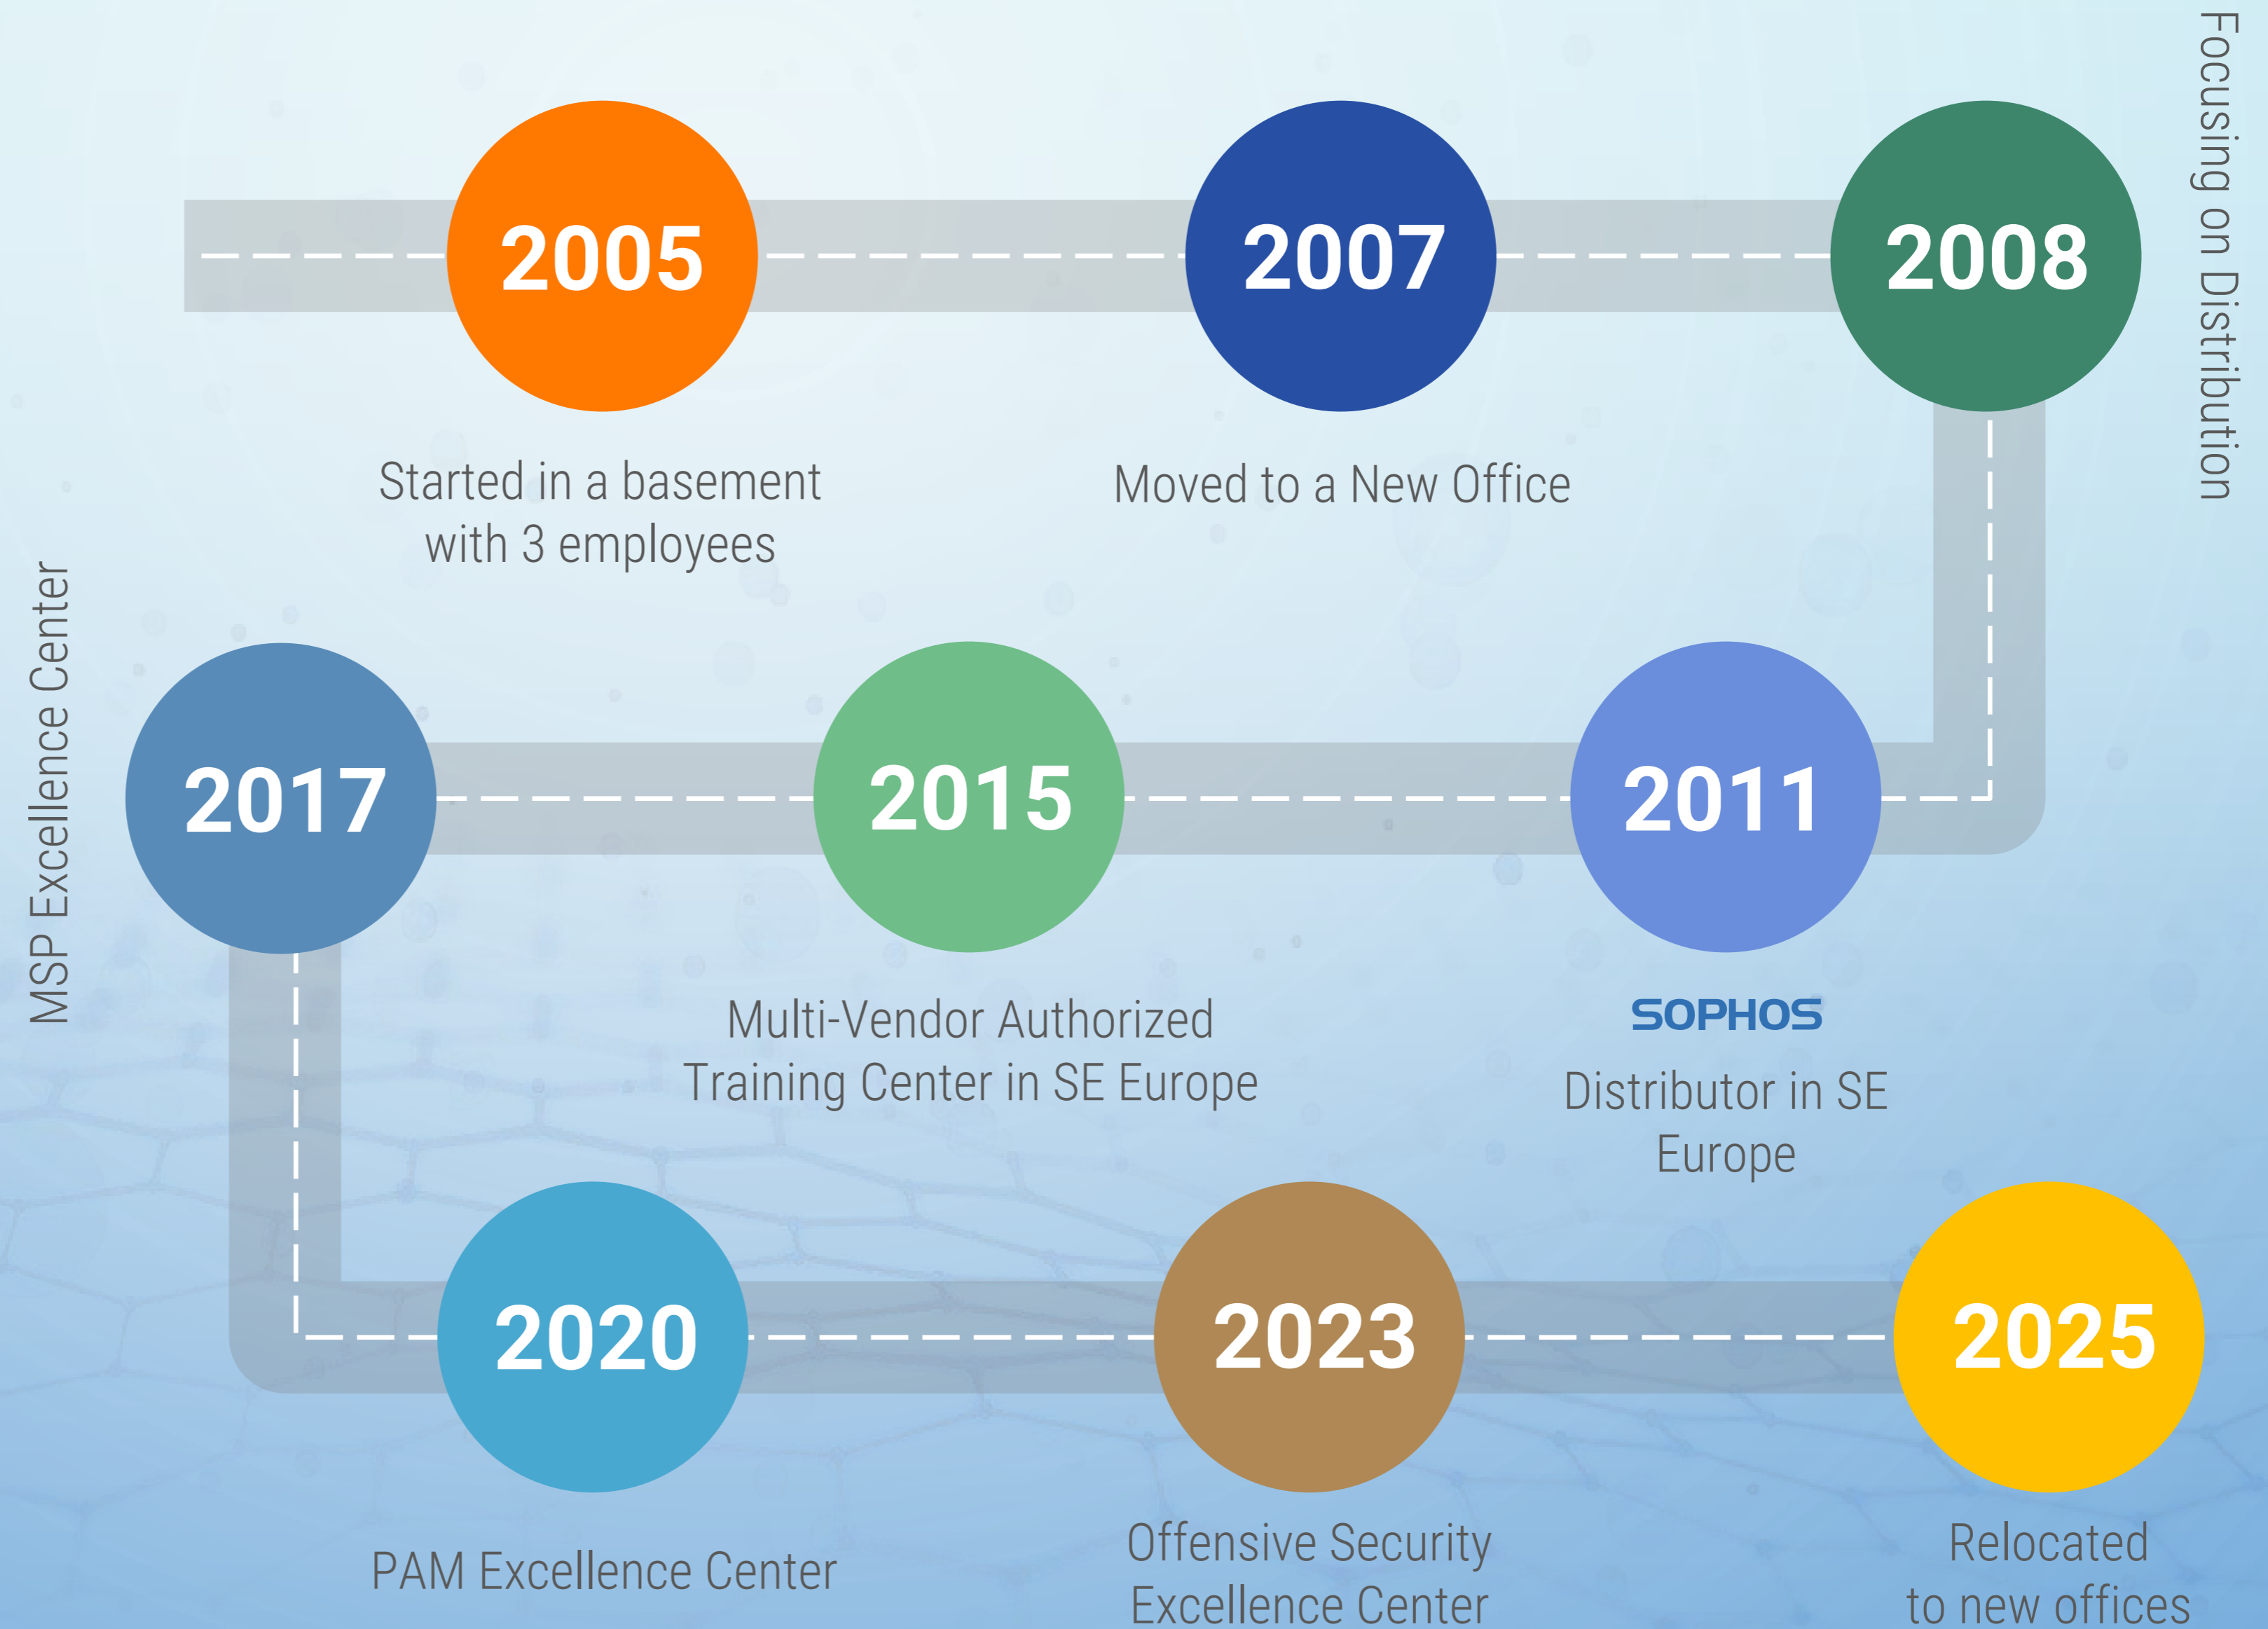 2005
Started in a basement
with 3 employees
2007
Moved to a New Office
2008
Focusing on Distribution
2011
SOPHOS
Distributor in SE
Europe
2015
Multi-Vendor Authorized
Training Center in SE Europe
2017
MSP Excellence Center
2020
PAM Excellence Center
2023
Offensive Security
Excellence Center
2025
Relocated
to new offices